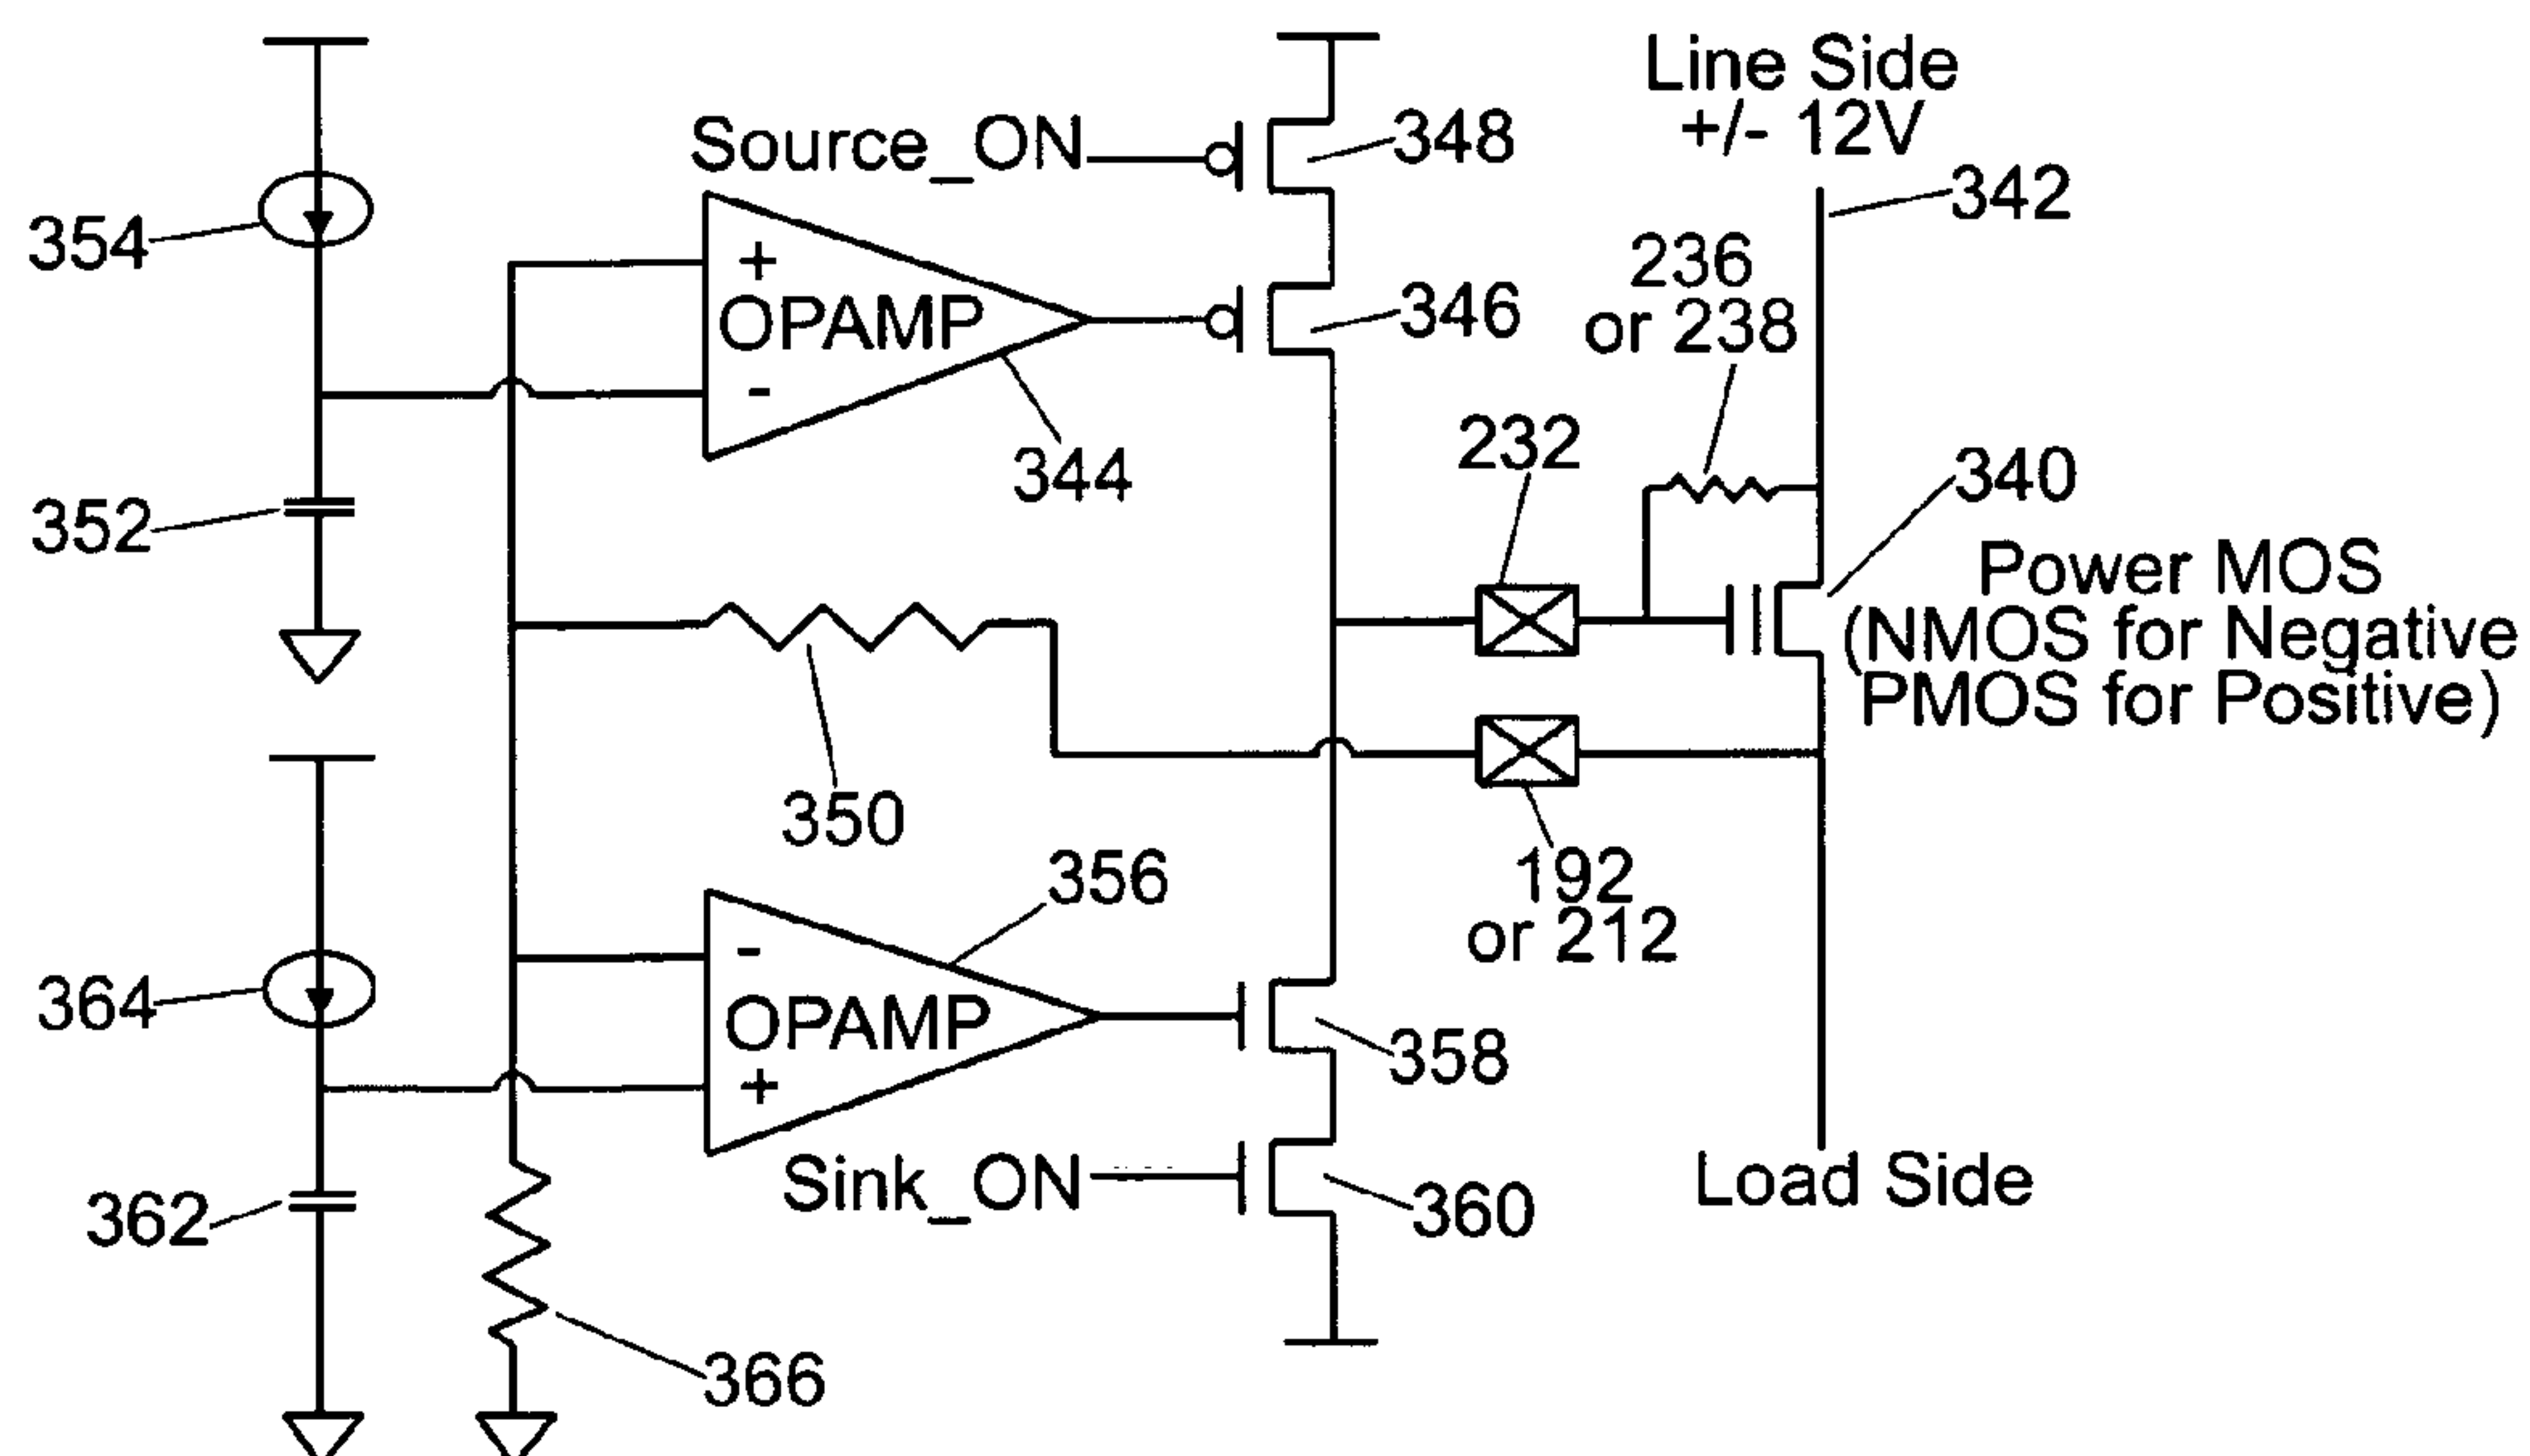 Line Side
+/- 12V
Source_ON
348
342
354
+
OPAMP
-
236
or 238
346
344
232
340
352
Power MOS
(NMOS for Negative
PMOS for Positive)
350
356
192
or 212
-
OPAMP
+
364
358
Sink_ON
Load Side
362
360
366